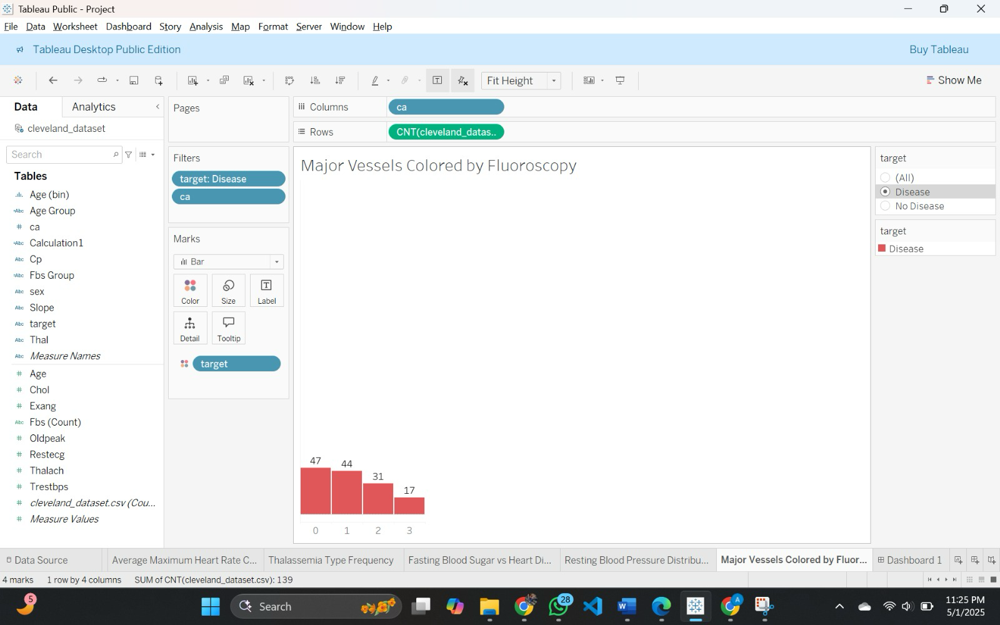 Tableau Public - Project
File Data Worksheet Dashboard Story Analysis Map Format Server Window Help
Tableau Desktop Public Edition
Buy Tableau
Fit Height
Show Me
Data
Analytics
cleveland_dataset
Search
Tables
Age (bin)
Age Group
ca
Calculation1
Cp
Fbs Group
sex
Slope
target
Thal
Measure Names
Age
Chol
Exang
Fbs (Count)
Oldpeak
Restecg
Thalach
Trestbps
cleveland_dataset.csv (Cou...
Measure Values
Pages
Filters
target: Disease
ca
Marks
Bar
Color
Size
Label
Detail
Tooltip
target
Columns
ca
Rows
CNT(cleveland_datas..
Major Vessels Colored by Fluoroscopy
47
44
31
17
0 1 2 3
target
(All)
Disease
No Disease
target
Disease
Data Source
Average Maximum Heart Rate C...
Thalassemia Type Frequency
Fasting Blood Sugar vs Heart Di...
Resting Blood Pressure Distribu...
Major Vessels Colored by Fluor...
Dashboard 1
4 marks 1 row by 4 columns SUM of CNT(cleveland_dataset.csv): 139
5
Search
28
11:25 PM
5/1/2025